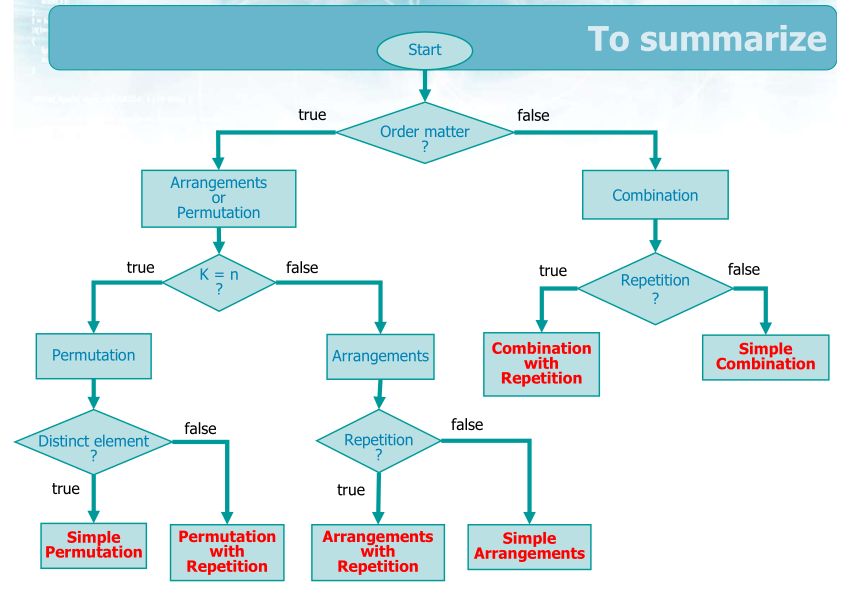 To summarize
Start
true
false
Order matter
?
Arrangements
or
Permutation
Combination
true
K = n
?
false
true
Repetition
?
false
Permutation
Arrangements
Combination
with
Repetition
Simple
Combination
Distinct element
?
false
Repetition
?
false
true
true
Simple
Permutation
Permutation
with
Repetition
Arrangements
with
Repetition
Simple
Arrangements